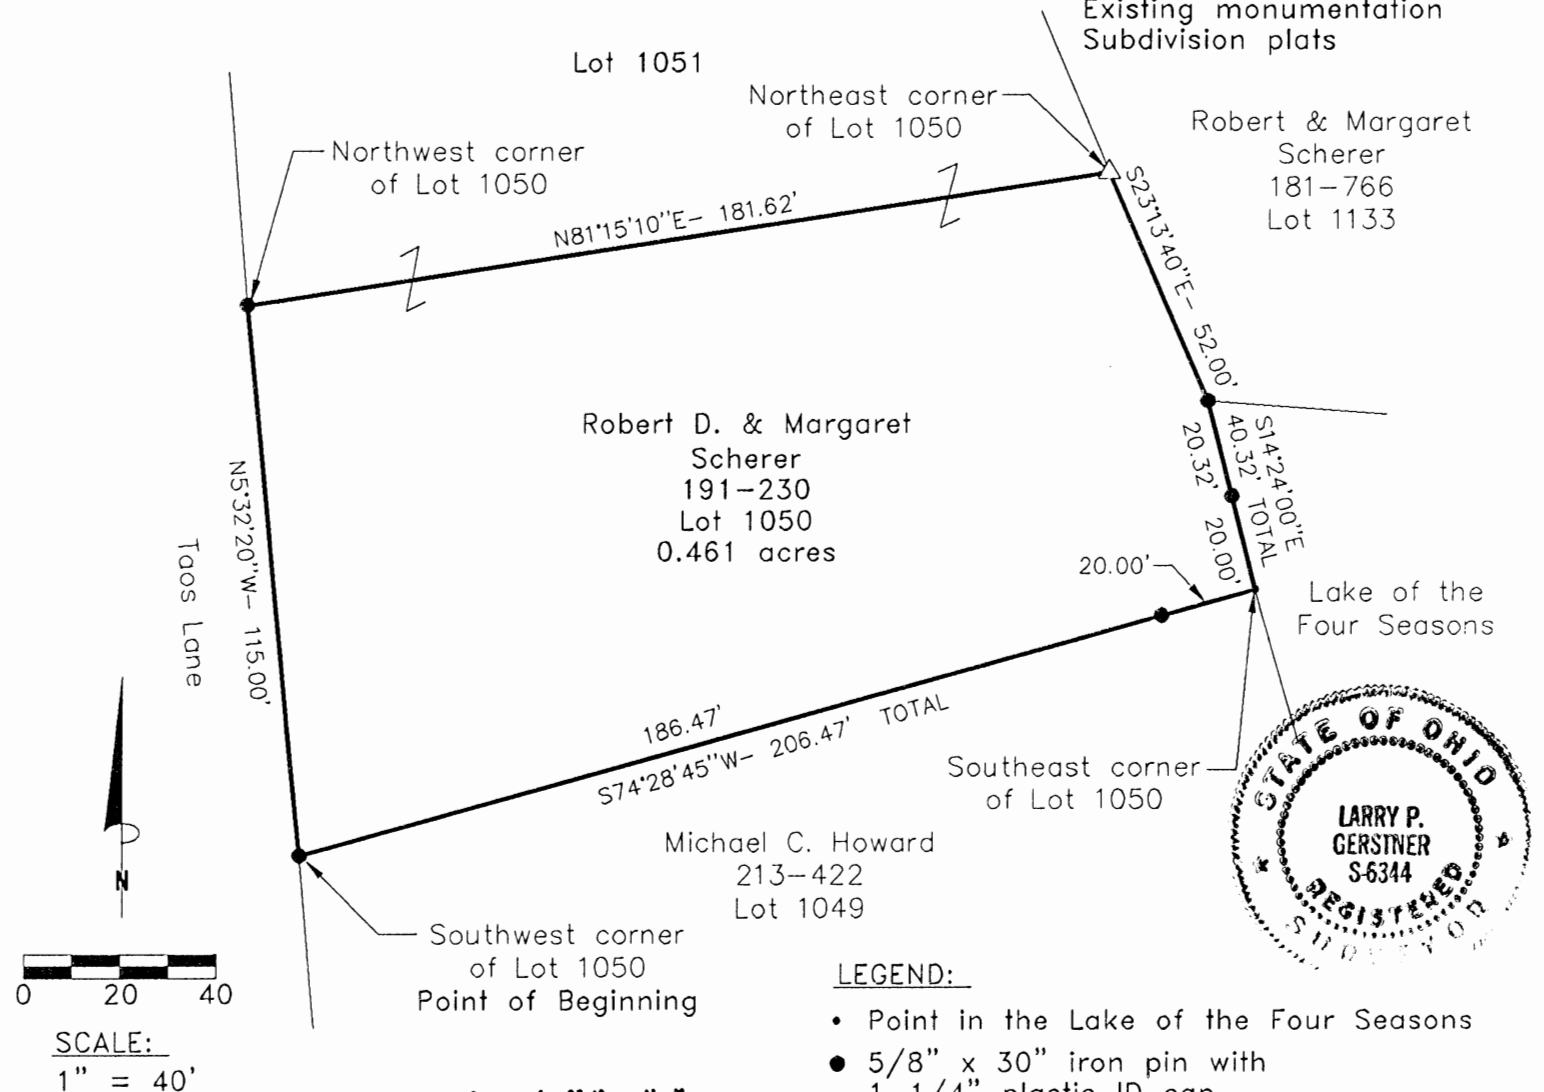 Existing monumentation
Subdivision plats
Lot 1051
Northeast corner
of Lot 1050
Robert & Margaret
Scherer
181-766
Lot 1133
Northwest corner
of Lot 1050
N81°15'10"E- 181.62'
S23°13'40"E- 52.00'
Robert D. & Margaret
Scherer
191-230
Lot 1050
0.461 acres
S14°24'00"E
40.32' TOTAL
20.32'
20.00'
20.00'
N5°32'20"W- 115.00'
Taos Lane
Lake of the
Four Seasons
186.47'
S74°28'45"W- 206.47' TOTAL
Southeast corner
of Lot 1050
STATE OF OHIO
LARRY P.
GERSTNER
S-6344
REGISTERED
SURVEYOR
Michael C. Howard
213-422
Lot 1049
N
Southwest corner
of Lot 1050
Point of Beginning
0 20 40
SCALE:
1" = 40'
LEGEND:
• Point in the Lake of the Four Seasons
● 5/8" x 30" iron pin with
1 1/4" plastic ID cap